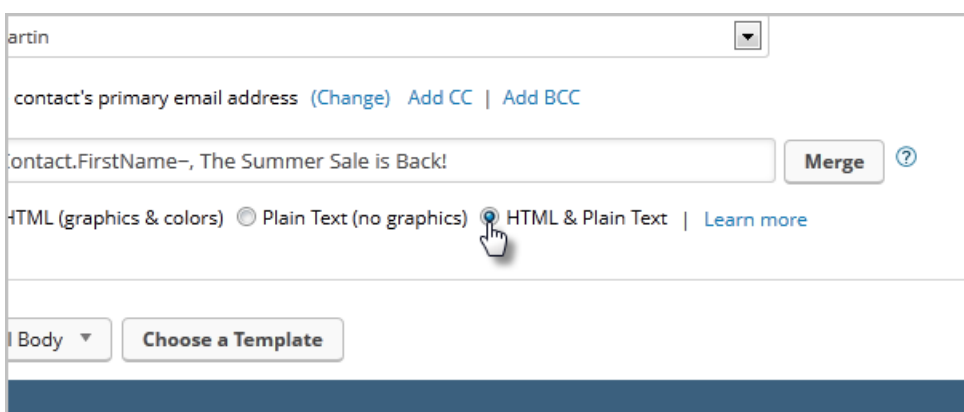 artin
contact's primary email address (Change) Add CC | Add BCC
Contact.FirstName~, The Summer Sale is Back! Merge ?
HTML (graphics & colors) Plain Text (no graphics) HTML & Plain Text | Learn more
l Body Choose a Template